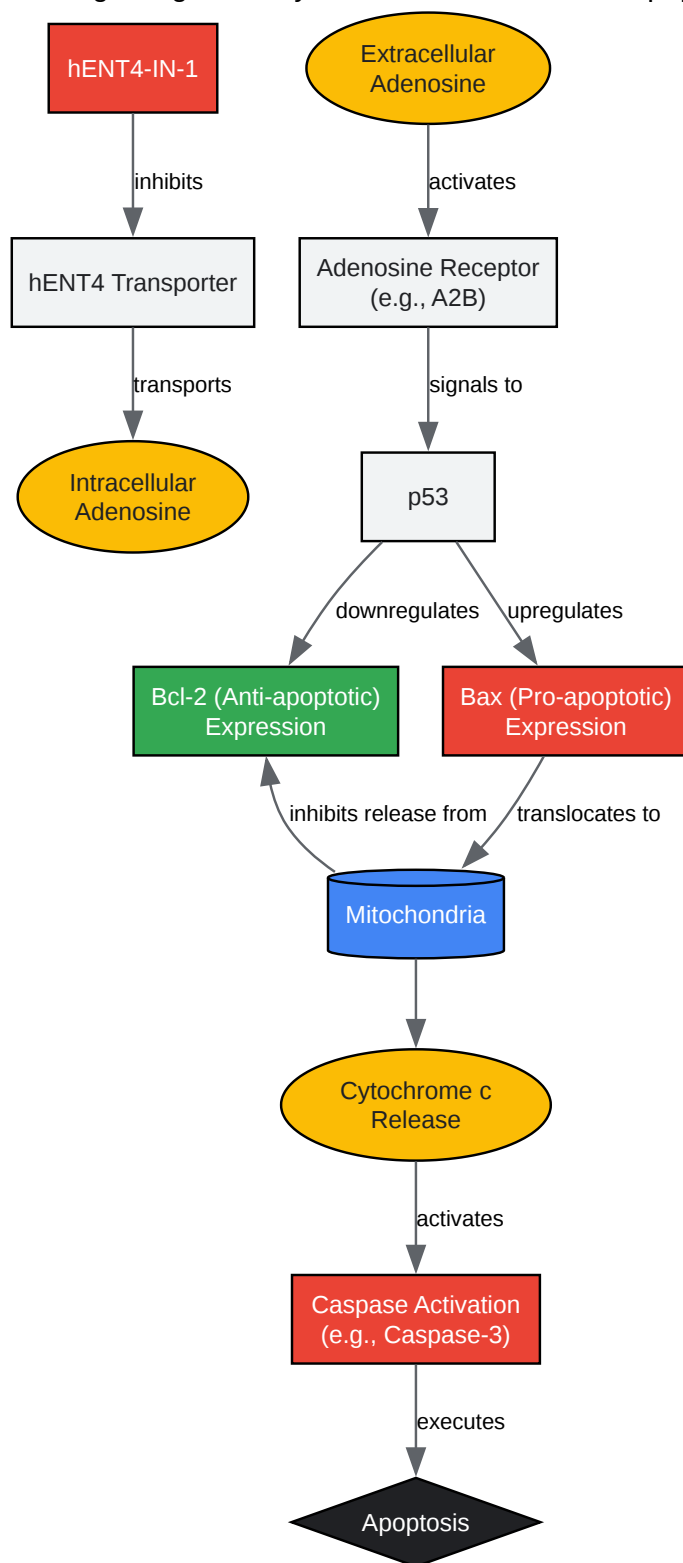 hENT4-IN-1
Extracellular
Adenosine
inhibits
activates
hENT4 Transporter
Adenosine Receptor
(e.g., A2B)
transports
signals to
Intracellular
Adenosine
p53
downregulates
upregulates
Bcl-2 (Anti-apoptotic)
Expression
Bax (Pro-apoptotic)
Expression
inhibits release from
translocates to
Mitochondria
Cytochrome c
Release
activates
Caspase Activation
(e.g., Caspase-3)
executes
Apoptosis